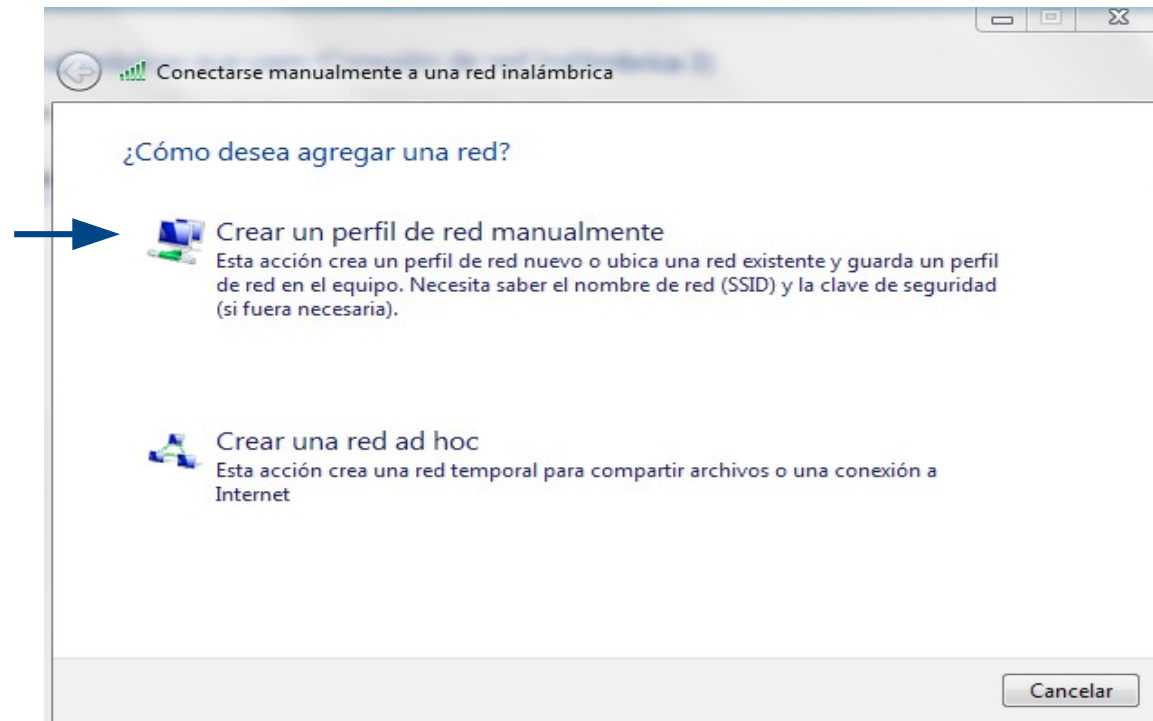 Conectarse manualmente a una red inalámbrica
¿Cómo desea agregar una red?
Crear un perfil de red manualmente
Esta acción crea un perfil de red nuevo o ubica una red existente y guarda un perfil
de red en el equipo. Necesita saber el nombre de red (SSID) y la clave de seguridad
(si fuera necesaria).
Crear una red ad hoc
Esta acción crea una red temporal para compartir archivos o una conexión a
Internet
Cancelar